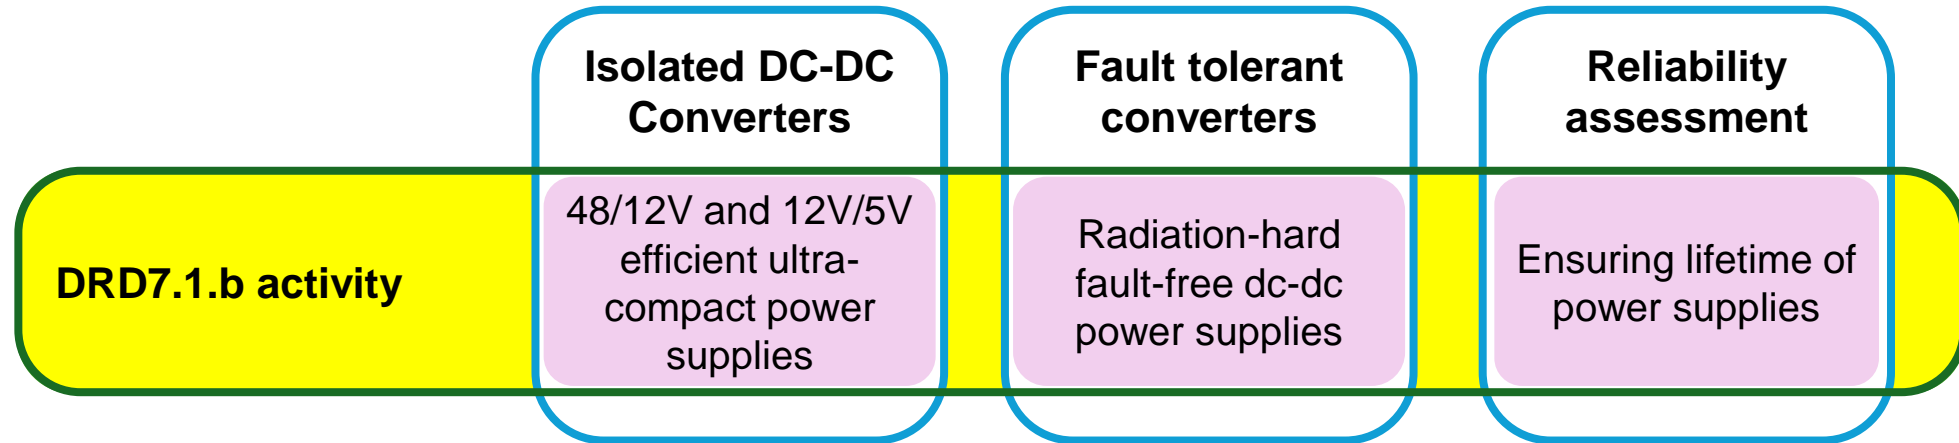 Isolated DC-DC
Converters
Fault tolerant
converters
Reliability
assessment
DRD7.1.b activity
48/12V and 12V/5V
efficient ultra-
compact power
supplies
Radiation-hard
fault-free dc-dc
power supplies
Ensuring lifetime of
power supplies